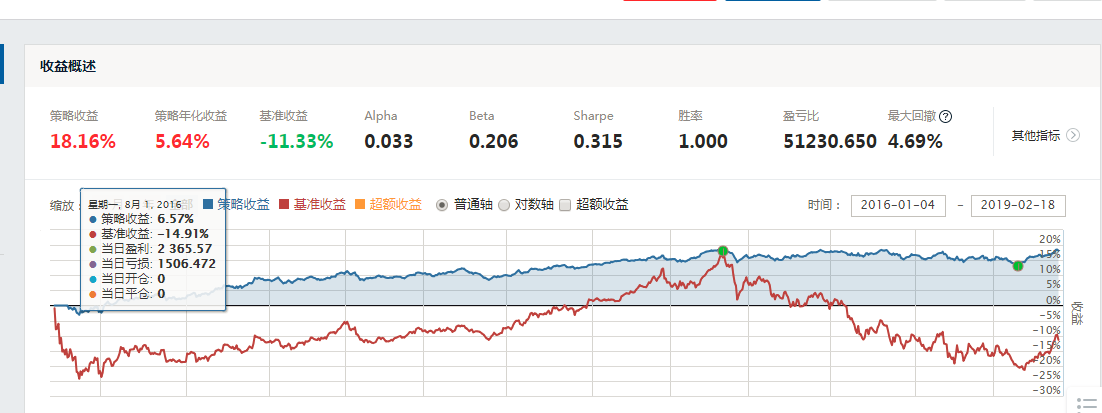 收益概述
策略收益 策略年化收益 基准收益 Alpha Beta Sharpe 胜率 盈亏比 最大回撤 ?
18.16% 5.64% -11.33% 0.033 0.206 0.315 1.000 51230.650 4.69%
其他指标
缩放: 策略收益 基准收益 超额收益 普通轴 对数轴 超额收益 时间: 2016-01-04 - 2019-02-18
星期一, 8月 1, 2016
策略收益: 6.57%
基准收益: -14.91%
当日盈利: 2 365.57
当日亏损: 1506.472
当日开仓: 0
当日平仓: 0
20%
15%
10%
5%
0%
-5%
-10%
-15%
-20%
-25%
-30%
收益